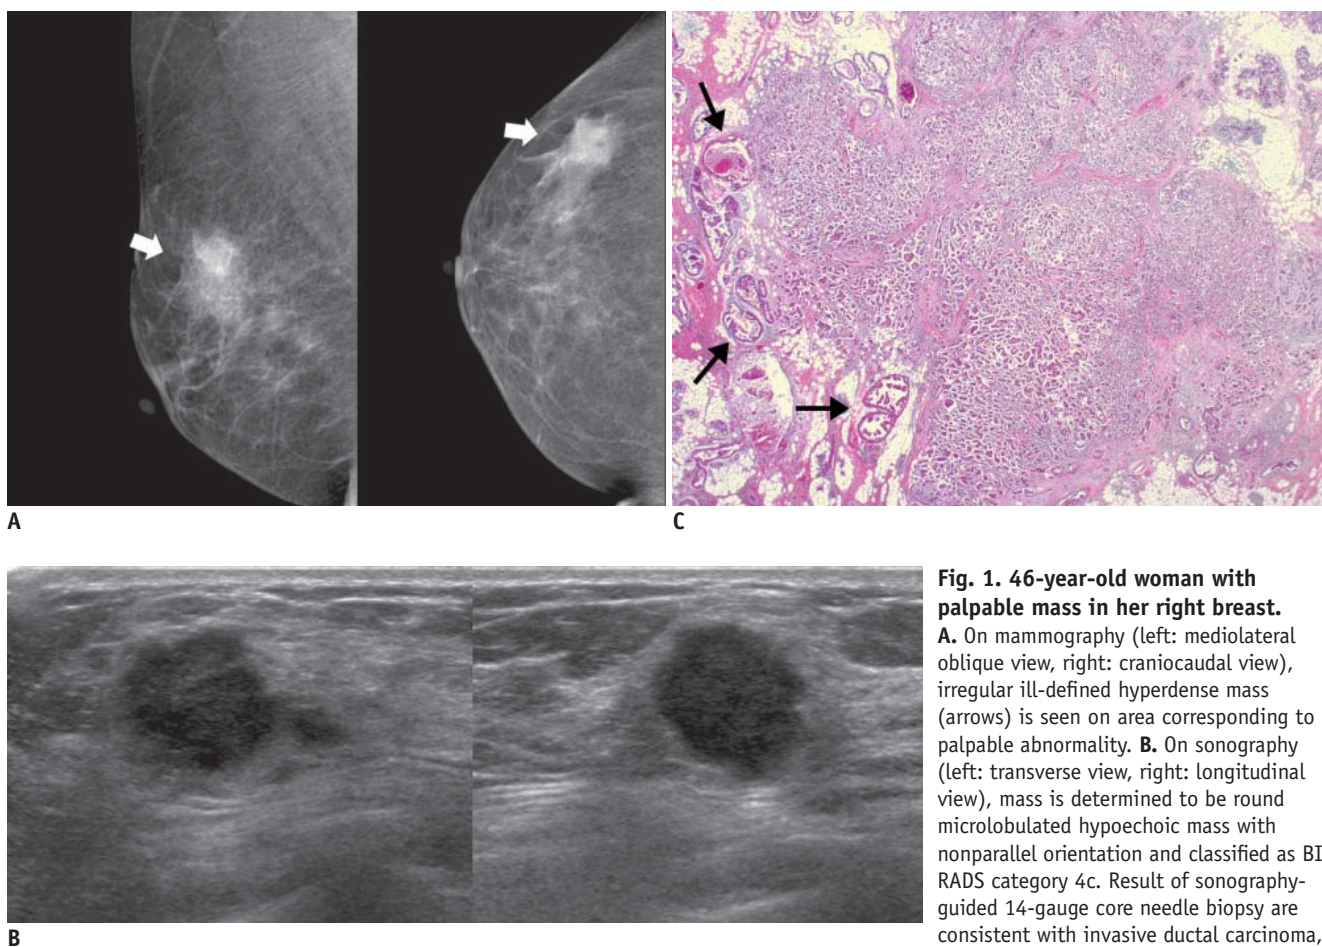 A
C
B
Fig. 1. 46-year-old woman with
palpable mass in her right breast.
A. On mammography (left: mediolateral
oblique view, right: craniocaudal view),
irregular ill-defined hyperdense mass
(arrows) is seen on area corresponding to
palpable abnormality. B. On sonography
(left: transverse view, right: longitudinal
view), mass is determined to be round
microlobulated hypoechoic mass with
nonparallel orientation and classified as BI
RADS category 4c. Result of sonography-
guided 14-gauge core needle biopsy are
consistent with invasive ductal carcinoma,